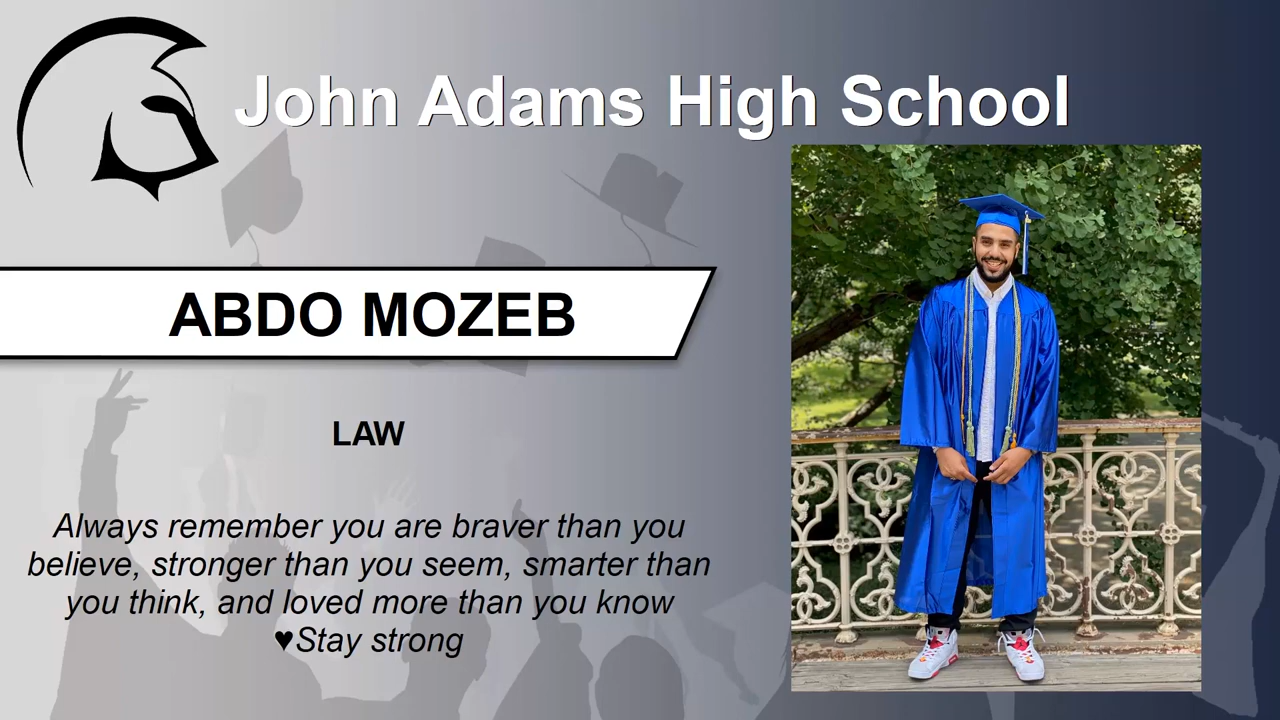 John Adams High School
ABDO MOZEB
LAW
Always remember you are braver than you
believe, stronger than you seem, smarter than
you think, and loved more than you know
♥Stay strong